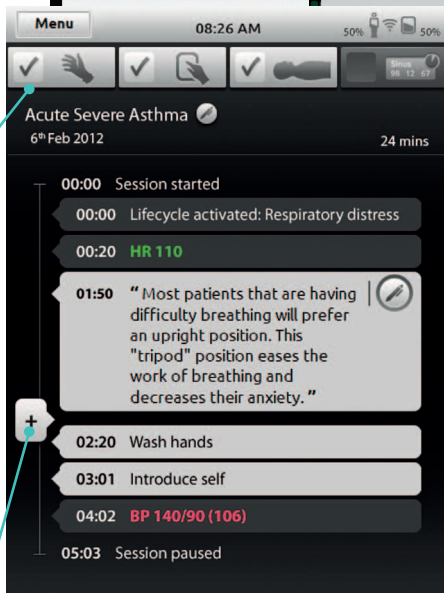 Menu 08:26 AM 50% 50%
Sinus
98 12 67
Acute Severe Asthma
6th Feb 2012 24 mins
00:00 Session started
00:00 Lifecycle activated: Respiratory distress
00:20 HR 110
01:50 “Most patients that are having
difficulty breathing will prefer
an upright position. This
"tripod" position eases the
work of breathing and
decreases their anxiety.”
+
02:20 Wash hands
03:01 Introduce self
04:02 BP 140/90 (106)
05:03 Session paused